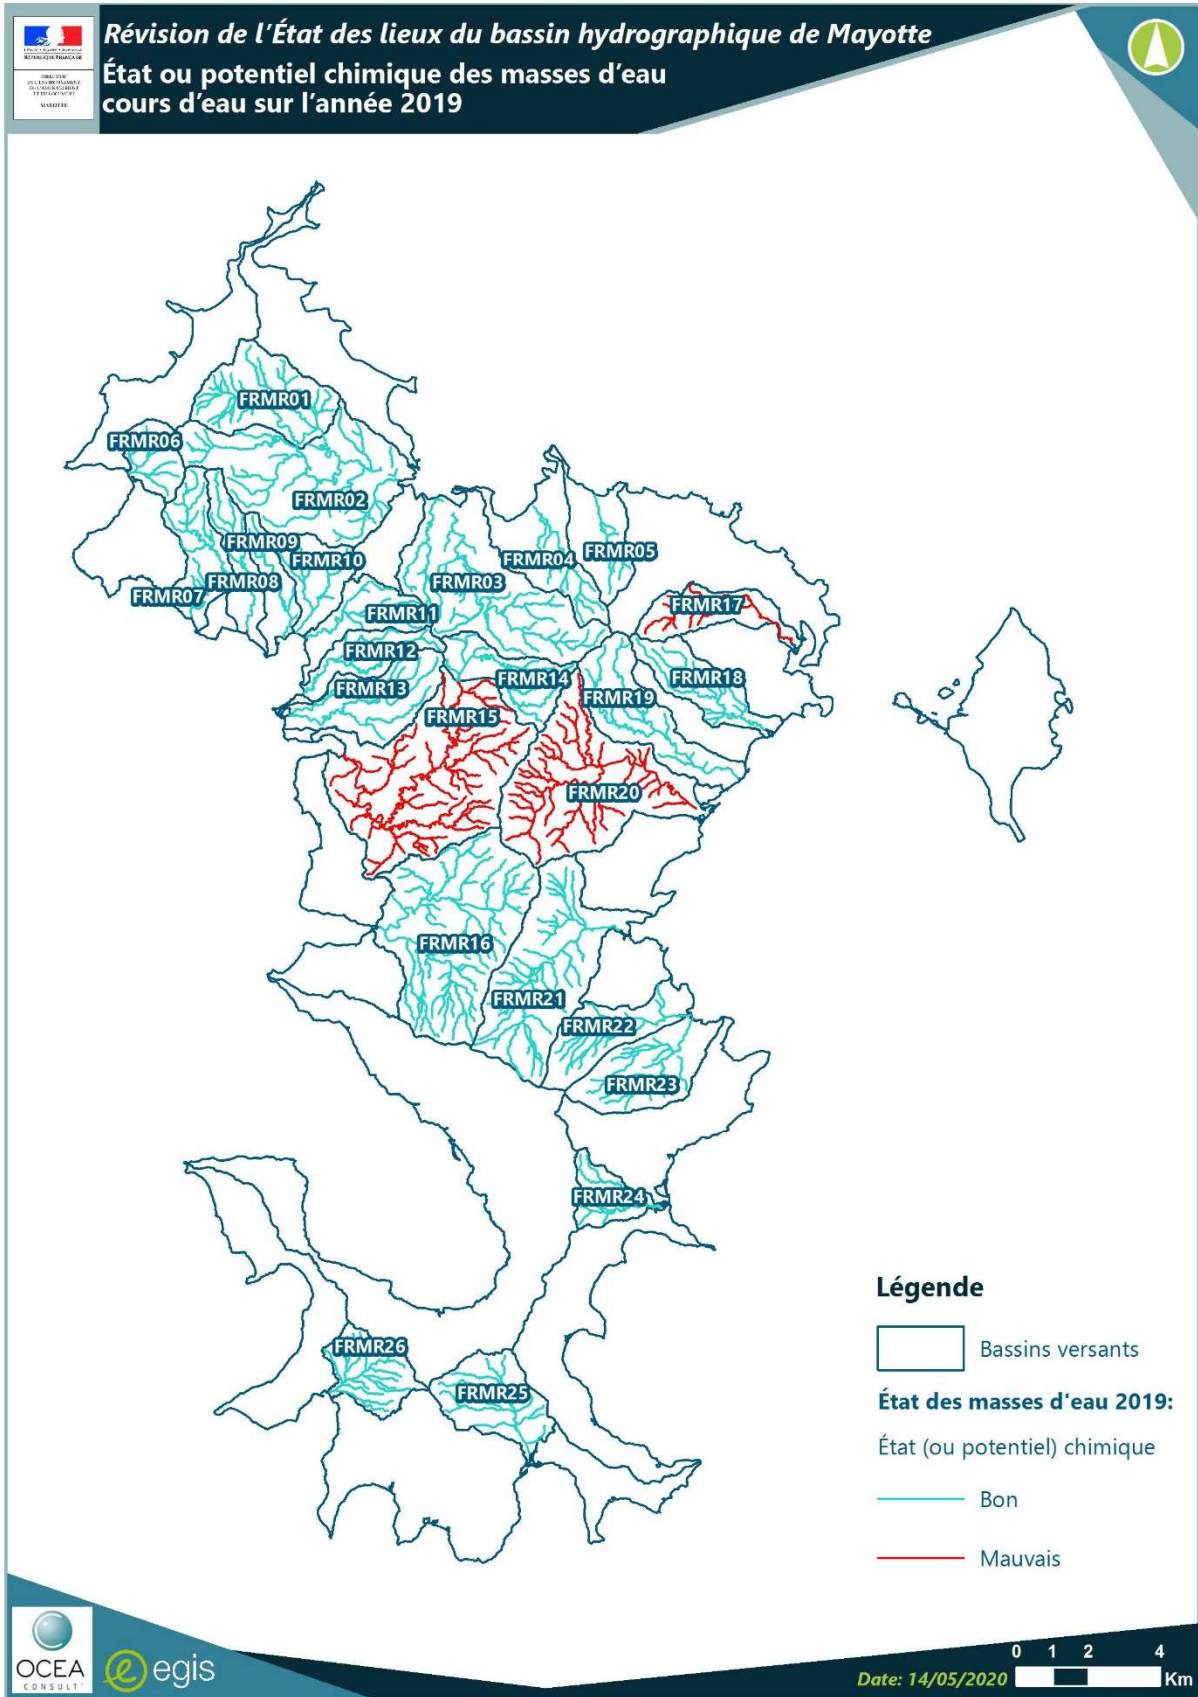 Révision de l'État des lieux du bassin hydrographique de Mayotte
État ou potentiel chimique des masses d'eau
cours d'eau sur l'année 2019
RÉPUBLIQUE FRANÇAISE
MAYOTTE
FRMR01
FRMR06
FRMR02
FRMR09
FRMR10
FRMR04
FRMR05
FRMR07
FRMR08
FRMR03
FRMR17
FRMR11
FRMR12
FRMR13
FRMR14
FRMR18
FRMR19
FRMR15
FRMR20
FRMR16
FRMR21
FRMR22
FRMR23
FRMR24
FRMR26
FRMR25
Légende
Bassins versants
État des masses d'eau 2019:
État (ou potentiel) chimique
Bon
Mauvais
OCEA
CONSULT'
egis
Date: 14/05/2020
0 1 2 4
Km